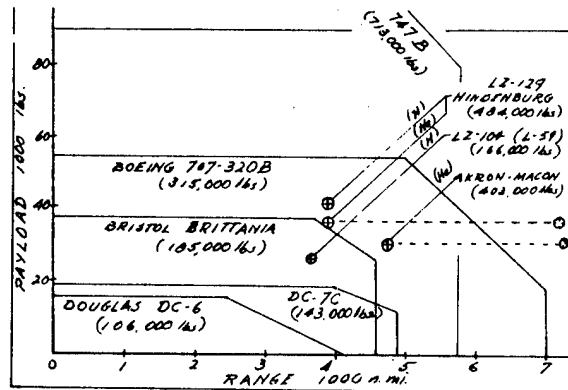 747B
(713,000 lbs)
LZ-129
HINDENBURG
(484,000 lbs)
(H)
(He)
LZ-104 (L-59)
(H)
(166,000 lbs)
(He)
AKRON-MACON
(403,000 lbs)
BOEING 707-320B
(315,000 lbs)
BRISTOL BRITTANIA
(185,000 lbs)
DOUGLAS DC-6
(106,000 lbs)
DC-7C
(143,000 lbs)
PAYLOAD 1000 lbs.
80
60
40
20
0
0
1
2
3
4
5
6
7
RANGE 1000 n.mi.